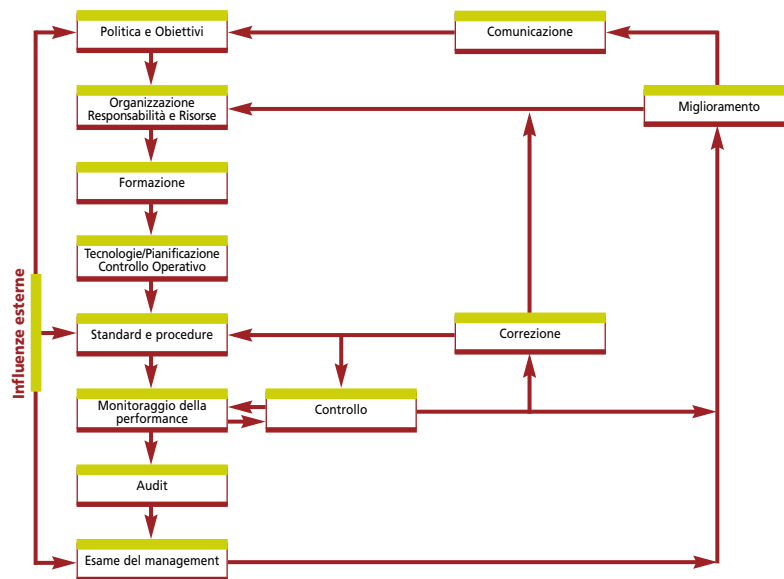 Politica e Obiettivi
Comunicazione
Organizzazione
Responsabilità e Risorse
Miglioramento
Formazione
Tecnologie/Pianificazione
Controllo Operativo
Influenze esterne
Standard e procedure
Correzione
Monitoraggio della
performance
Controllo
Audit
Esame del management